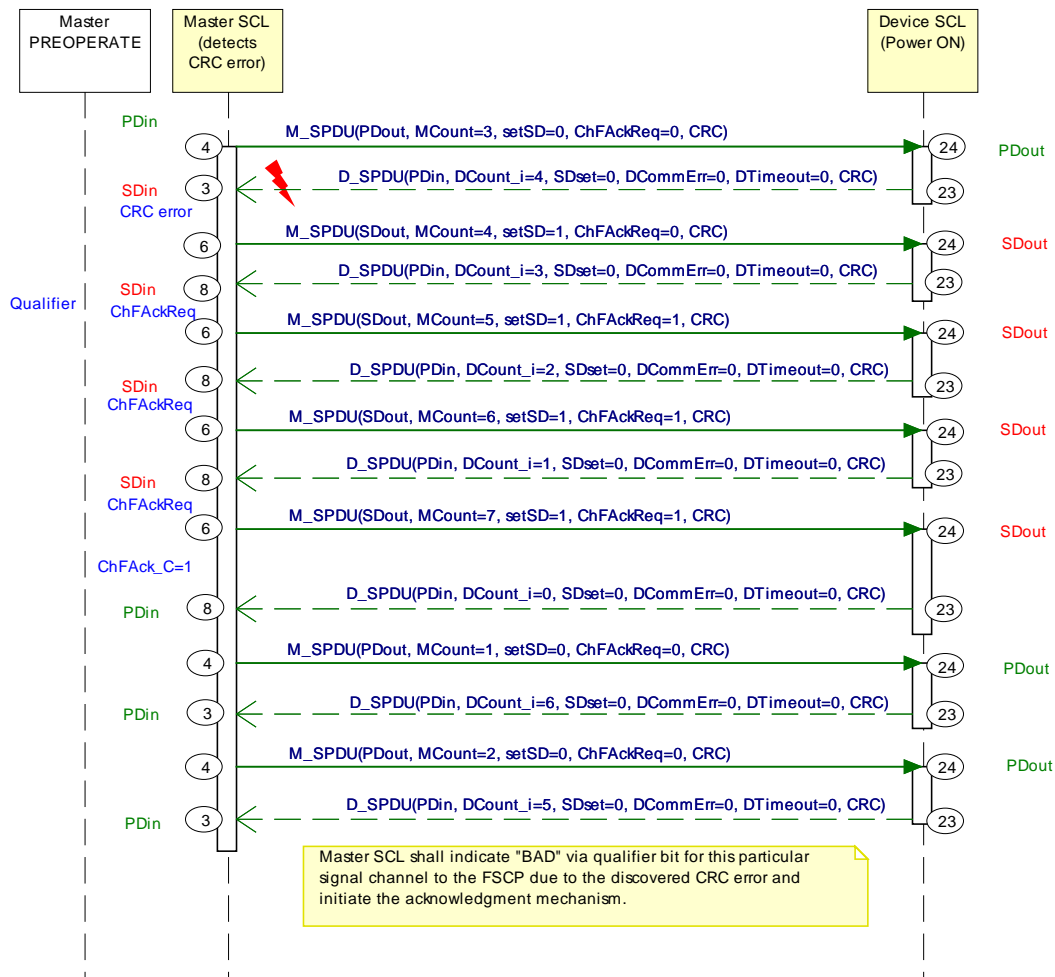 Master
PREOPERATE
Master SCL
(detects
CRC error)
Device SCL
(Power ON)
PDin
M_SPDU(PDout, MCount=3, setSD=0, ChFAckReq=0, CRC)
4
24
PDout
D_SPDU(PDin, DCount_i=4, SDset=0, DCommErr=0, DTimeout=0, CRC)
SDin
3
23
CRC error
M_SPDU(SDout, MCount=4, setSD=1, ChFAckReq=0, CRC)
6
24
SDout
D_SPDU(PDin, DCount_i=3, SDset=0, DCommErr=0, DTimeout=0, CRC)
SDin
8
23
Qualifier
ChFAckReq
M_SPDU(SDout, MCount=5, setSD=1, ChFAckReq=1, CRC)
6
24
SDout
D_SPDU(PDin, DCount_i=2, SDset=0, DCommErr=0, DTimeout=0, CRC)
SDin
8
23
ChFAckReq
M_SPDU(SDout, MCount=6, setSD=1, ChFAckReq=1, CRC)
6
24
SDout
D_SPDU(PDin, DCount_i=1, SDset=0, DCommErr=0, DTimeout=0, CRC)
SDin
8
23
ChFAckReq
M_SPDU(SDout, MCount=7, setSD=1, ChFAckReq=1, CRC)
6
24
SDout
ChFAck_C=1
D_SPDU(PDin, DCount_i=0, SDset=0, DCommErr=0, DTimeout=0, CRC)
PDin
8
23
M_SPDU(PDout, MCount=1, setSD=0, ChFAckReq=0, CRC)
4
24
PDout
D_SPDU(PDin, DCount_i=6, SDset=0, DCommErr=0, DTimeout=0, CRC)
PDin
3
23
M_SPDU(PDout, MCount=2, setSD=0, ChFAckReq=0, CRC)
4
24
PDout
D_SPDU(PDin, DCount_i=5, SDset=0, DCommErr=0, DTimeout=0, CRC)
PDin
3
23
Master SCL shall indicate "BAD" via qualifier bit for this particular
signal channel to the FSCP due to the discovered CRC error and
initiate the acknowledgment mechanism.